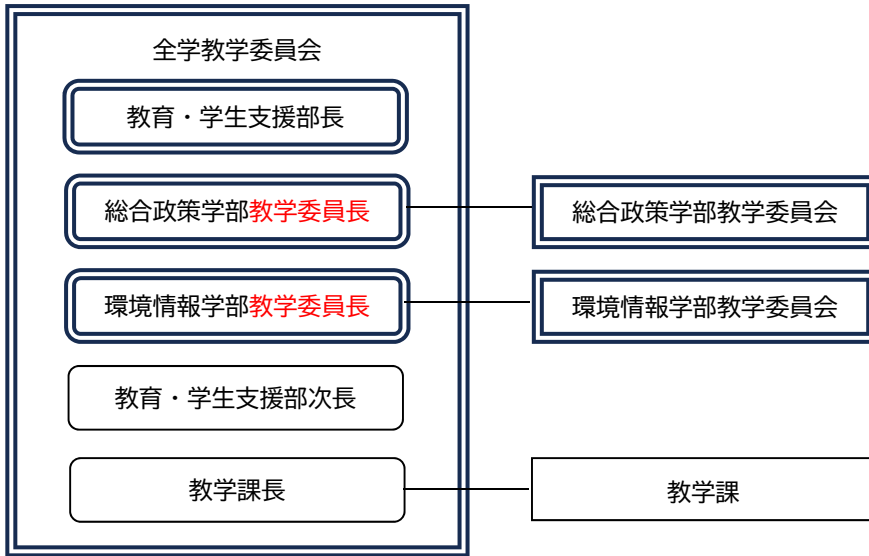 全学教学委員会
教育・学生支援部長
総合政策学部教学委員長
総合政策学部教学委員会
環境情報学部教学委員長
環境情報学部教学委員会
教育・学生支援部次長
教学課長
教学課